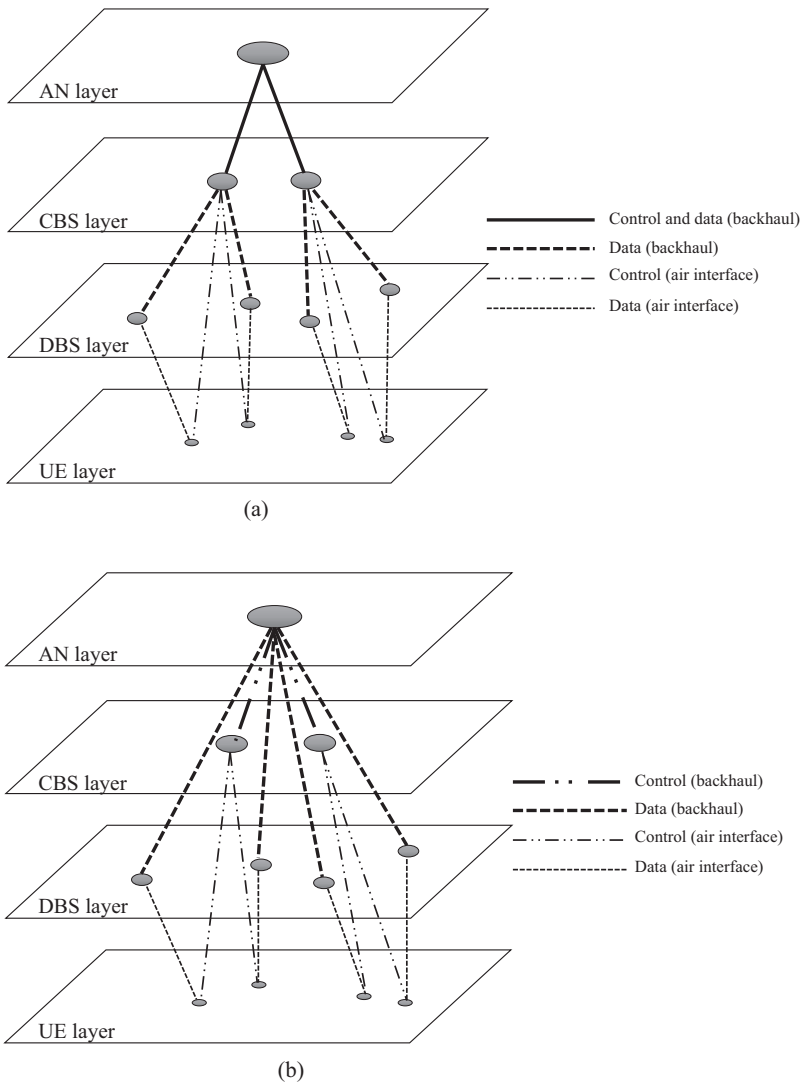 AN layer
CBS layer
Control and data (backhaul)
Data (backhaul)
Control (air interface)
Data (air interface)
DBS layer
UE layer
(a)
AN layer
CBS layer
Control (backhaul)
Data (backhaul)
Control (air interface)
Data (air interface)
DBS layer
UE layer
(b)